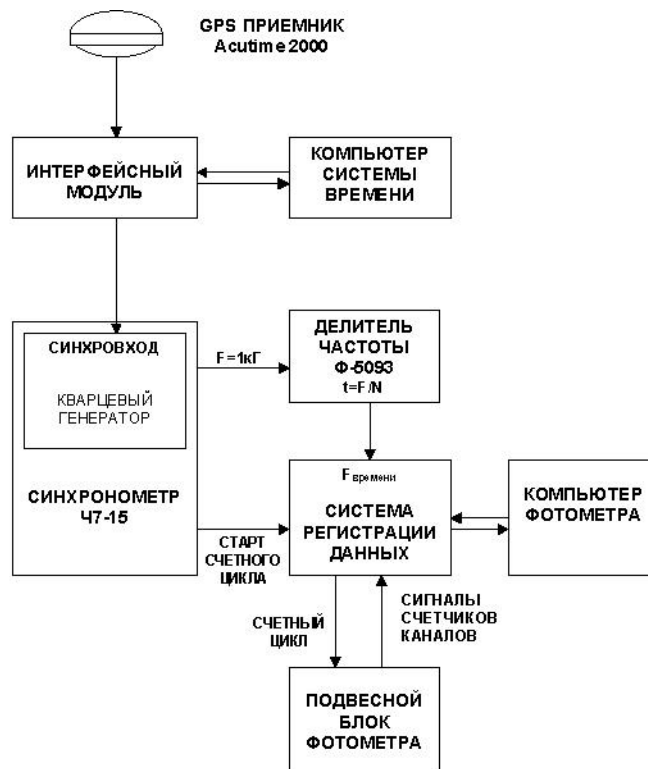 GPS ПРИЕМНИК
Acutime 2000
ИНТЕРФЕЙСНЫЙ
МОДУЛЬ
КОМПЬЮТЕР
СИСТЕМЫ
ВРЕМЕНИ
СИНХРОВХОД
КВАРЦЕВЫЙ
ГЕНЕРАТОР
СИНХРОНОМЕТР
Ч7-15
F=1кГ
ДЕЛИТЕЛЬ
ЧАСТОТЫ
Ф-5093
t=F/N
СТАРТ
СЧЕТНОГО
ЦИКЛА
F времени
СИСТЕМА
РЕГИСТРАЦИИ
ДАННЫХ
КОМПЬЮТЕР
ФОТОМЕТРА
СЧЕТНЫЙ
ЦИКЛ
СИГНАЛЫ
СЧЕТЧИКОВ
КАНАЛОВ
ПОДВЕСНОЙ
БЛОК
ФОТОМЕТРА